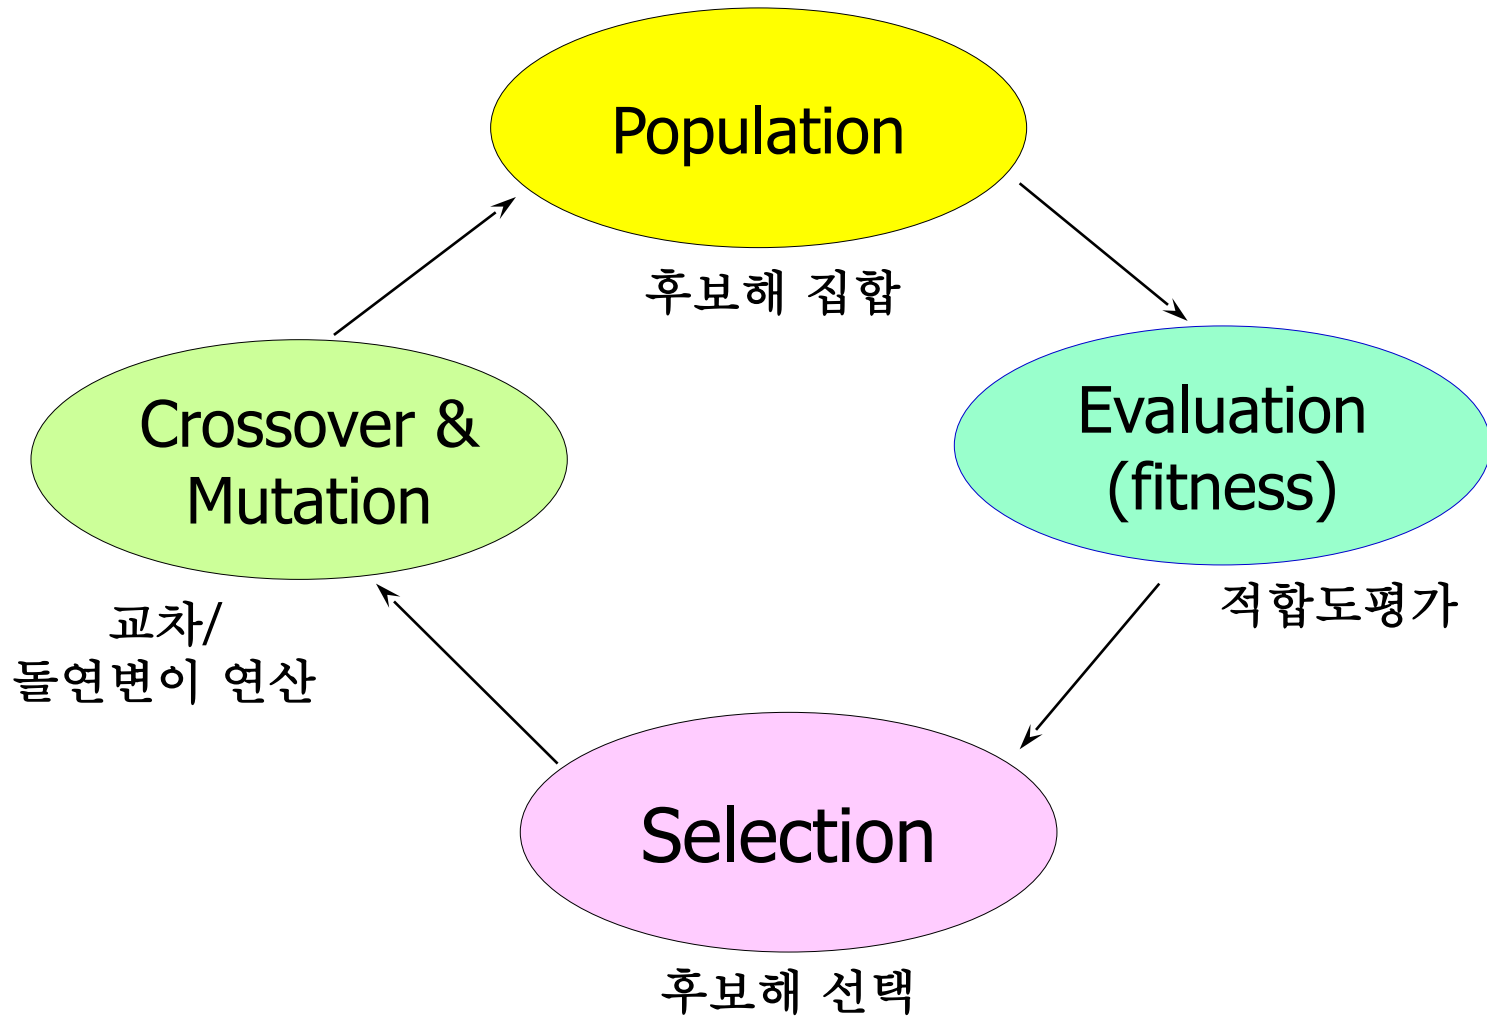 Population
후보해 집합
Evaluation
(fitness)
적합도평가
Selection
후보해 선택
Crossover &
Mutation
교차/
돌연변이 연산